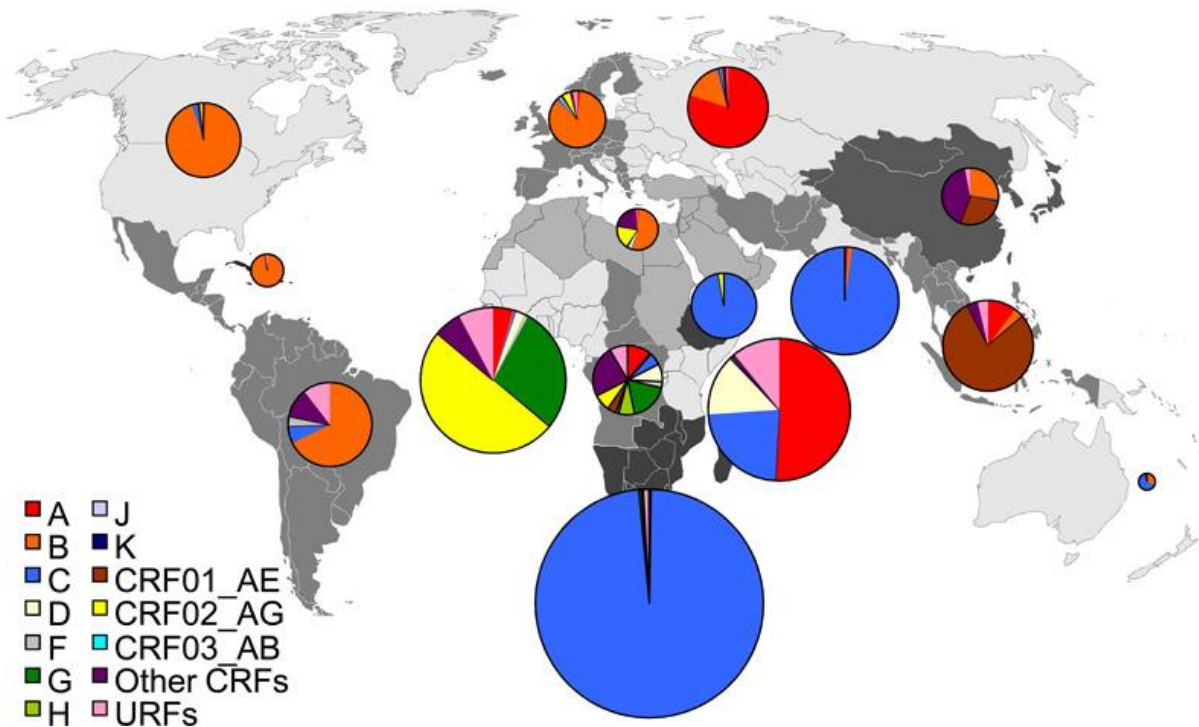 A J
B K
C CRF01_AE
D CRF02_AG
F CRF03_AB
G Other CRFs
H URFs